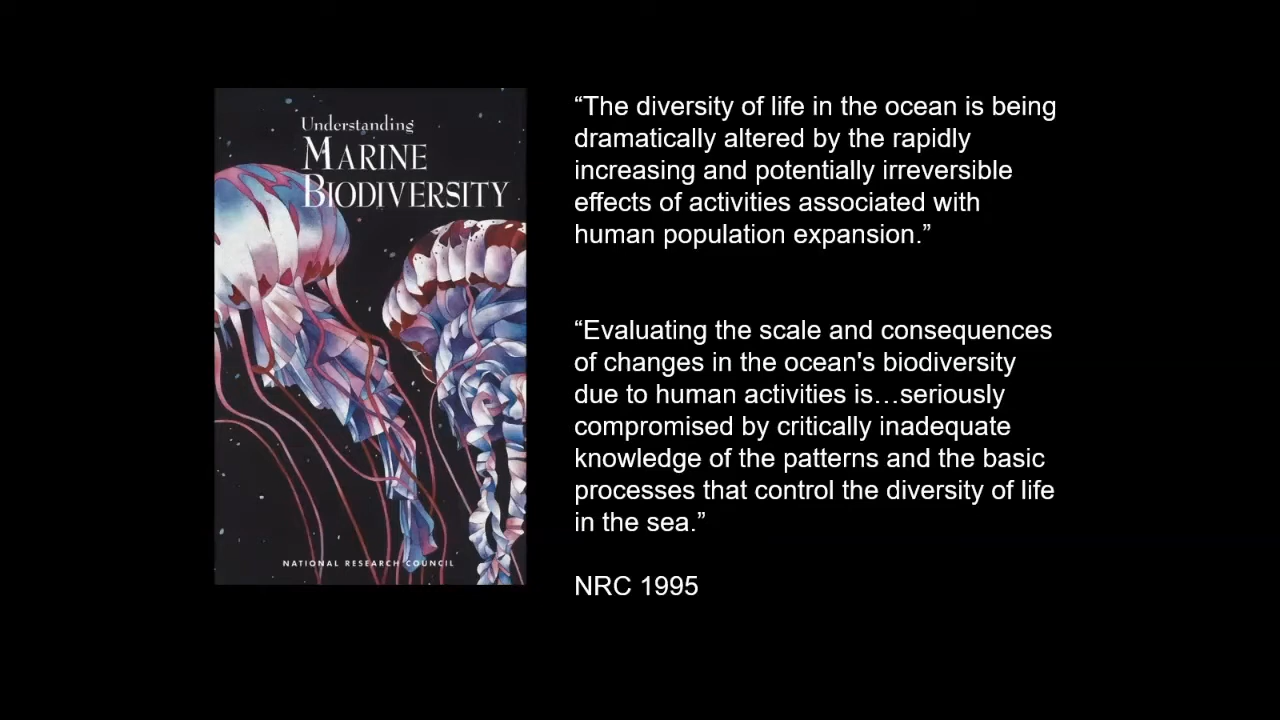 Understanding
MARINE
BIODIVERSITY
NATIONAL RESEARCH COUNCIL
“The diversity of life in the ocean is being
dramatically altered by the rapidly
increasing and potentially irreversible
effects of activities associated with
human population expansion.”
“Evaluating the scale and consequences
of changes in the ocean's biodiversity
due to human activities is…seriously
compromised by critically inadequate
knowledge of the patterns and the basic
processes that control the diversity of life
in the sea.”
NRC 1995